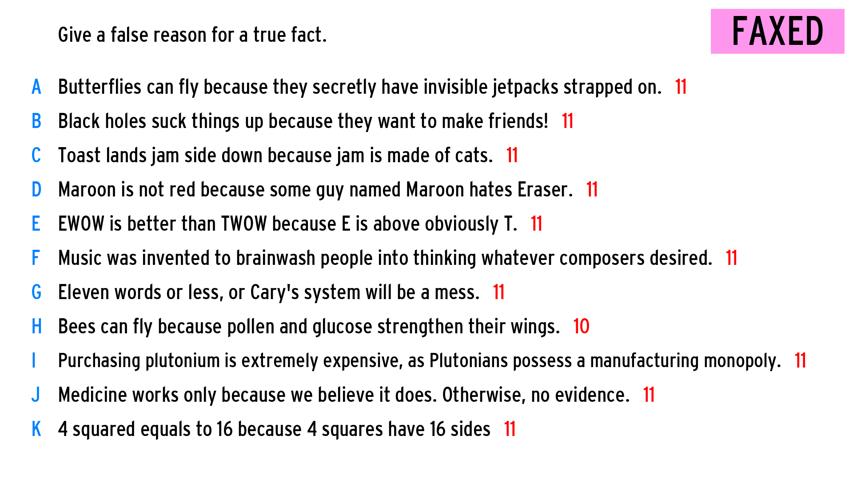 Give a false reason for a true fact.
FAXED
A Butterflies can fly because they secretly have invisible jetpacks strapped on. 11
B Black holes suck things up because they want to make friends! 11
C Toast lands jam side down because jam is made of cats. 11
D Maroon is not red because some guy named Maroon hates Eraser. 11
E EWOW is better than TWOW because E is above obviously T. 11
F Music was invented to brainwash people into thinking whatever composers desired. 11
G Eleven words or less, or Cary's system will be a mess. 11
H Bees can fly because pollen and glucose strengthen their wings. 10
I Purchasing plutonium is extremely expensive, as Plutonians possess a manufacturing monopoly. 11
J Medicine works only because we believe it does. Otherwise, no evidence. 11
K 4 squared equals to 16 because 4 squares have 16 sides 11